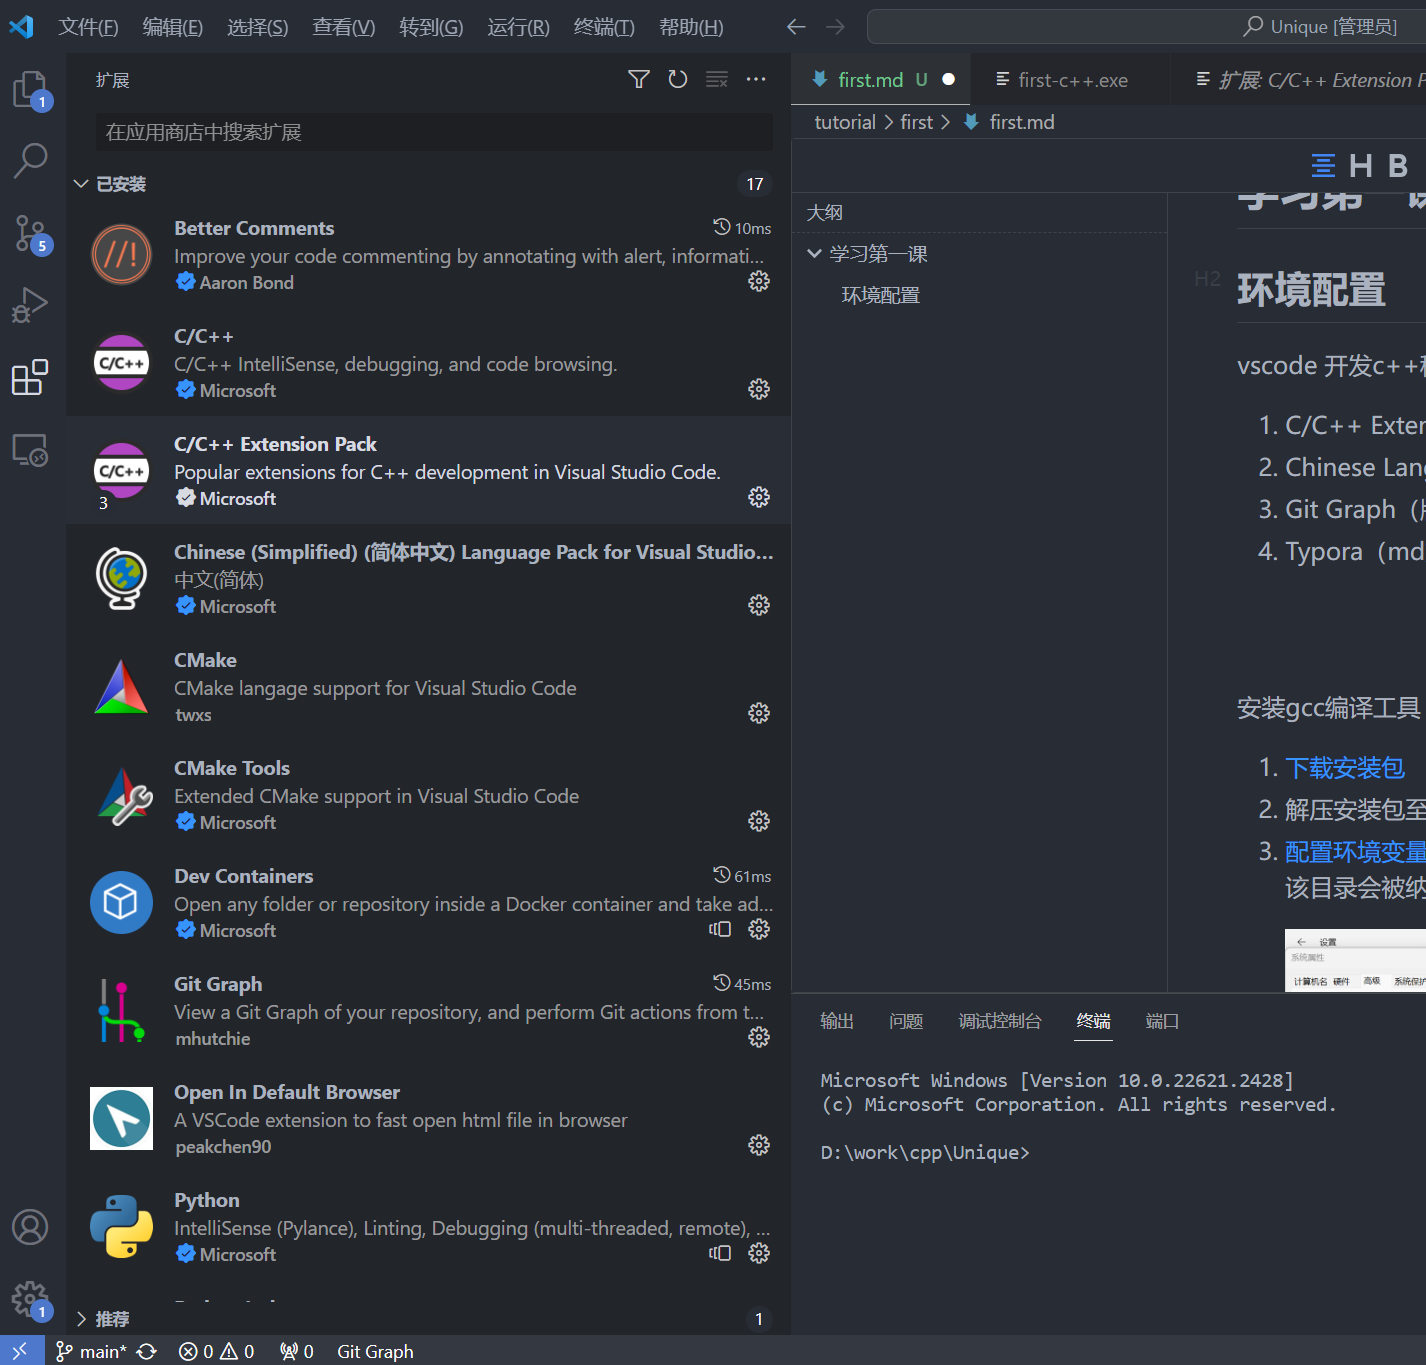 文件(F) 编辑(E) 选择(S) 查看(V) 转到(G) 运行(R) 终端(T) 帮助(H) Unique [管理员]
扩展
在应用商店中搜索扩展
已安装 17
Better Comments 10ms
Improve your code commenting by annotating with alert, informati...
Aaron Bond
C/C++
C/C++
C/C++ IntelliSense, debugging, and code browsing.
Microsoft
C/C++
3
C/C++ Extension Pack
Popular extensions for C++ development in Visual Studio Code.
Microsoft
Chinese (Simplified) (简体中文) Language Pack for Visual Studio...
中文(简体)
Microsoft
CMake
CMake langage support for Visual Studio Code
twxs
CMake Tools
Extended CMake support in Visual Studio Code
Microsoft
Dev Containers 61ms
Open any folder or repository inside a Docker container and take ad...
Microsoft
Git Graph 45ms
View a Git Graph of your repository, and perform Git actions from t...
mhutchie
Open In Default Browser
A VSCode extension to fast open html file in browser
peakchen90
Python
IntelliSense (Pylance), Linting, Debugging (multi-threaded, remote), ...
Microsoft
推荐 1
1
5
1
first.md U first-c++.exe 扩展: C/C++ Extension P
tutorial > first > first.md
H B
大纲
学习第一课
环境配置
学习第一课
H2 环境配置
vscode 开发c++
1. C/C++ Exten
2. Chinese Lang
3. Git Graph（
4. Typora（md
安装gcc编译工具
1. 下载安装包
2. 解压安装包至
3. 配置环境变量
该目录会被纳
设置
系统属性
计算机名 硬件 高级 系统保护
输出 问题 调试控制台 终端 端口
Microsoft Windows [Version 10.0.22621.2428]
(c) Microsoft Corporation. All rights reserved.
D:\work\cpp\Unique>
main* 0 0 0 Git Graph